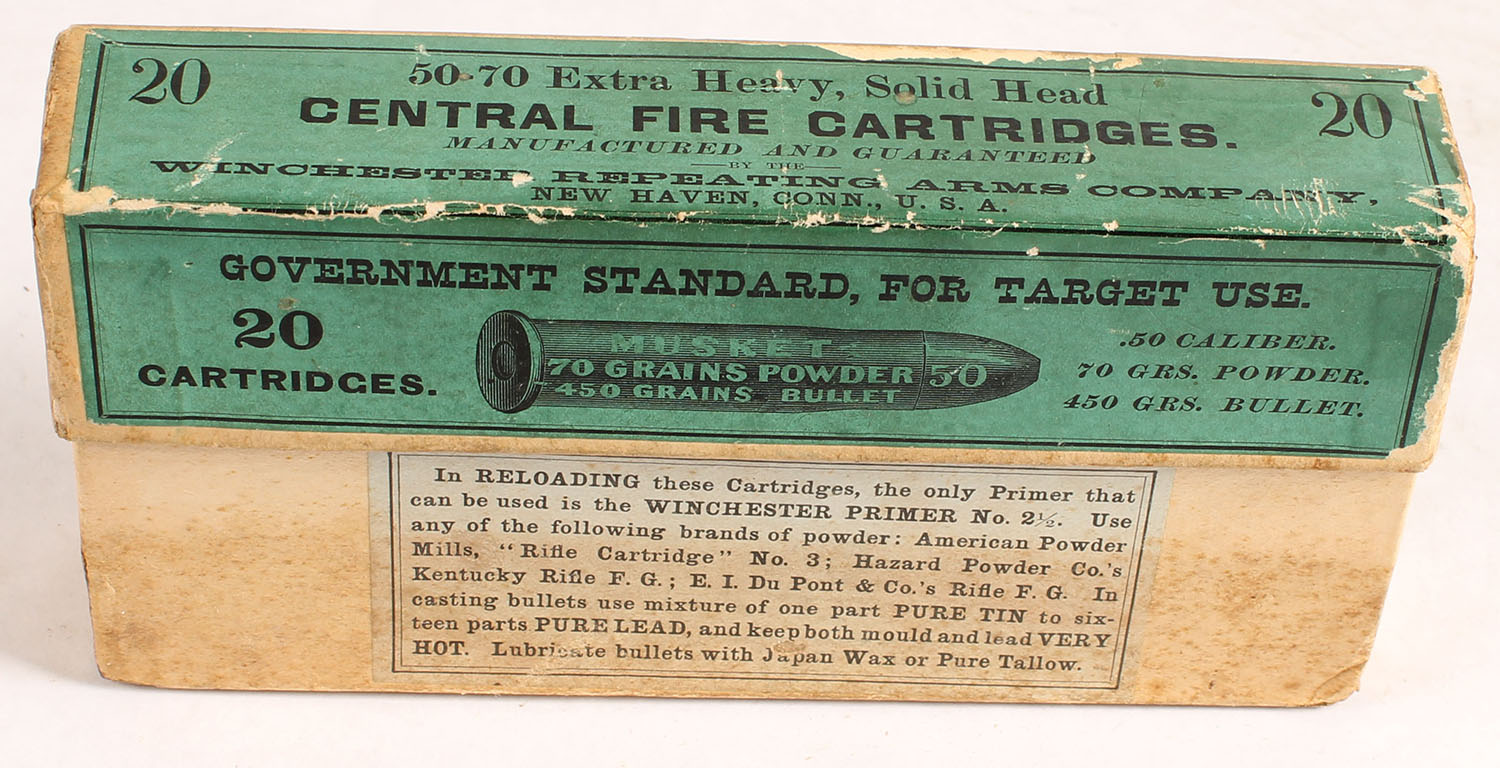 20 50-70 Extra Heavy, Solid Head 20
CENTRAL FIRE CARTRIDGES.
MANUFACTURED AND GUARANTEED
BY THE
WINCHESTER REPEATING ARMS COMPANY,
NEW HAVEN, CONN., U. S. A.
GOVERNMENT STANDARD, FOR TARGET USE.
20
CARTRIDGES.
MUSKET
70 GRAINS POWDER 50
450 GRAINS BULLET
.50 CALIBER.
70 GRS. POWDER.
450 GRS. BULLET.
In RELOADING these Cartridges, the only Primer that
can be used is the WINCHESTER PRIMER No. 2½. Use
any of the following brands of powder: American Powder
Mills, "Rifle Cartridge" No. 3; Hazard Powder Co.'s
Kentucky Rifle F. G.; E. I. Du Pont & Co.'s Rifle F. G. In
casting bullets use mixture of one part PURE TIN to six-
teen parts PURE LEAD, and keep both mould and lead VERY
HOT. Lubricate bullets with Japan Wax or Pure Tallow.